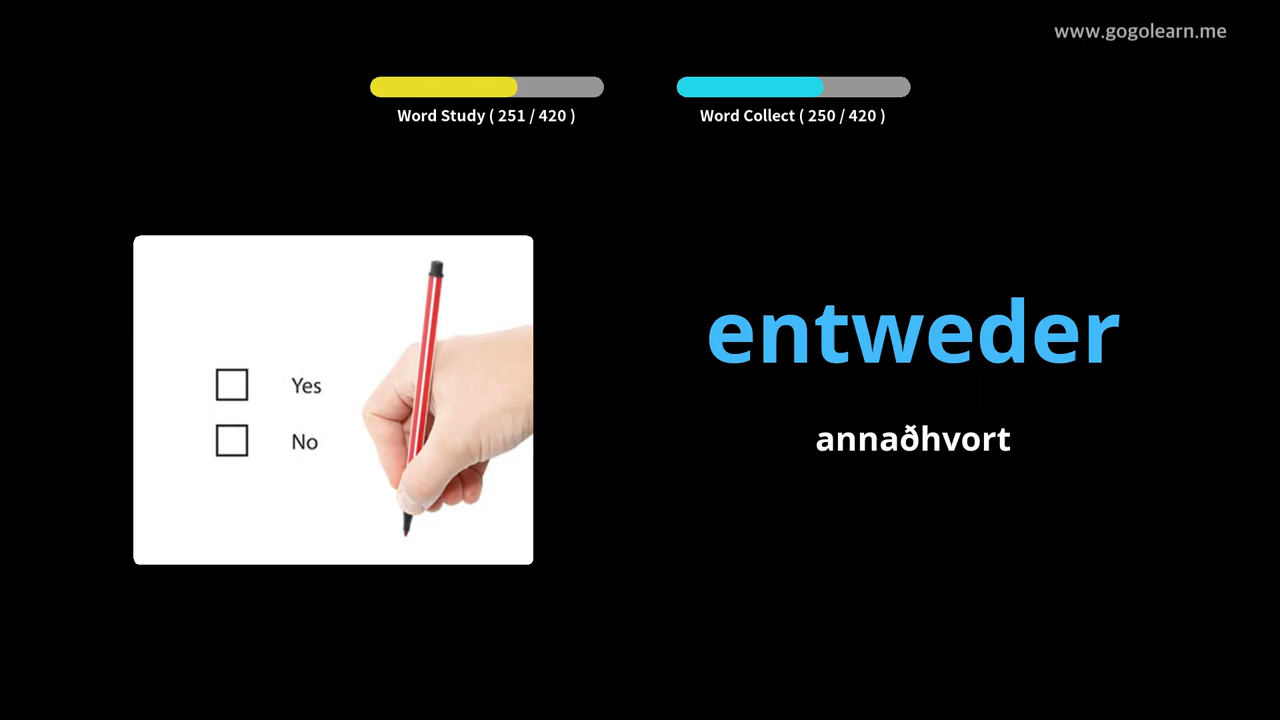 www.gogolearn.me
Word Study ( 251 / 420 )
Word Collect ( 250 / 420 )
Yes
No
entweder
annaðhvort